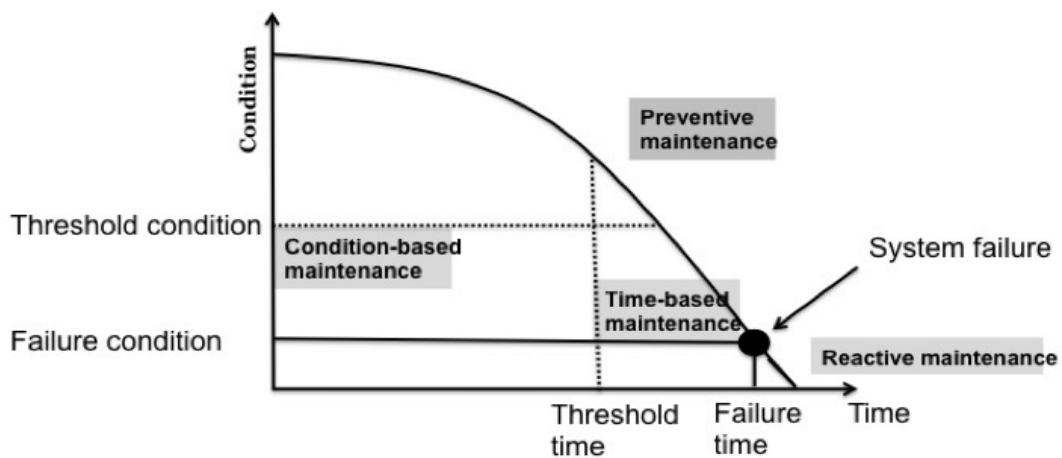 Condition
Preventive
maintenance
Threshold condition
Condition-based
maintenance
System failure
Time-based
maintenance
Failure condition
Reactive maintenance
Threshold
time
Failure
time
Time